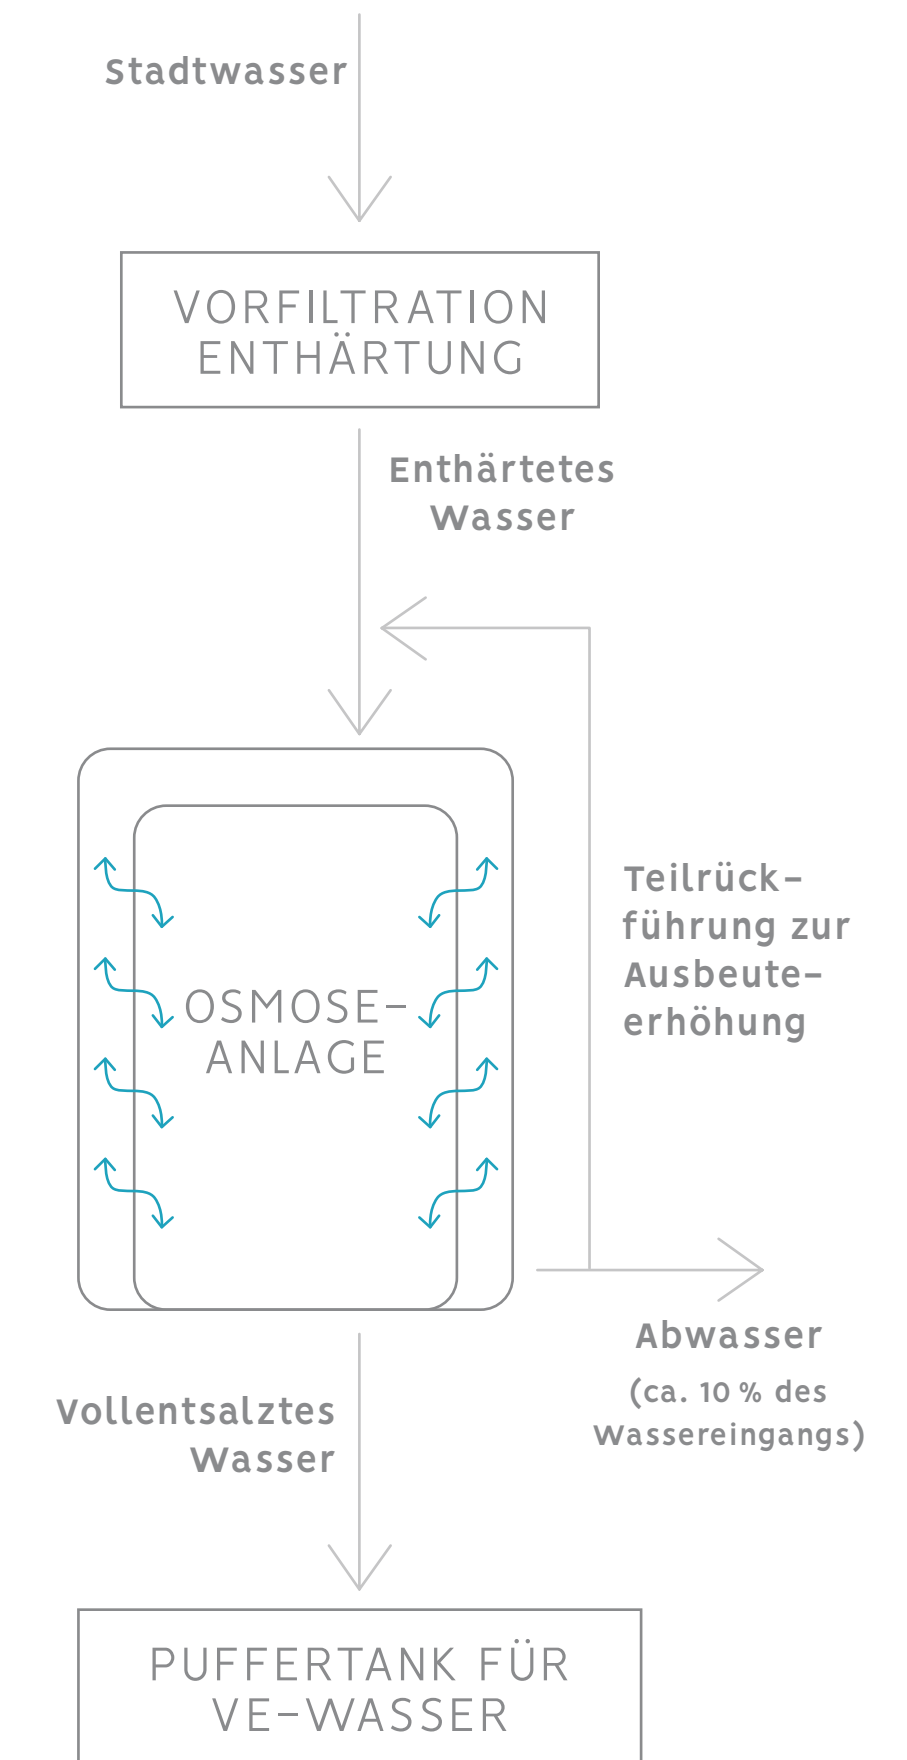 Stadtwasser
VORFILTRATION
ENTHÄRTUNG
Enthärtetes
Wasser
OSMOSE-
ANLAGE
Teilrück-
führung zur
Ausbeute-
erhöhung
Abwasser
(ca. 10 % des
Wassereingangs)
Vollentsalztes
Wasser
PUFFERTANK FÜR
VE-WASSER